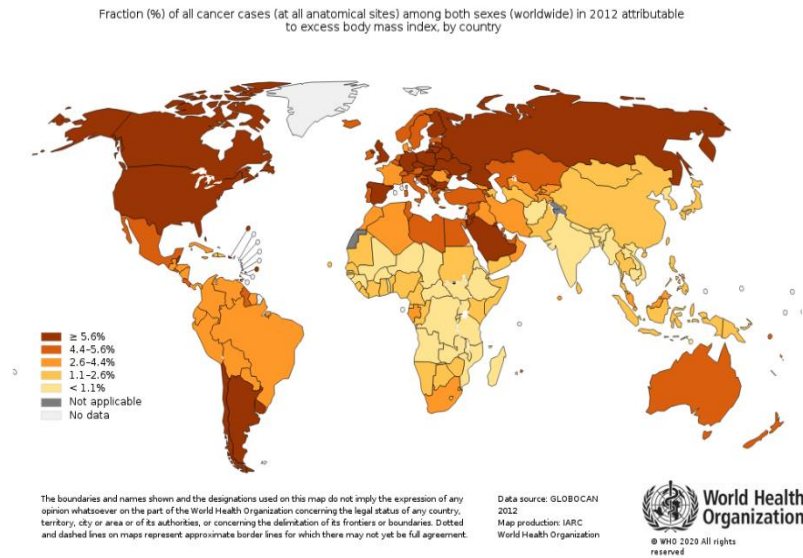 Fraction (%) of all cancer cases (at all anatomical sites) among both sexes (worldwide) in 2012 attributable
to excess body mass index, by country
≥ 5.6%
4.4–5.6%
2.6–4.4%
1.1–2.6%
< 1.1%
Not applicable
No data
The boundaries and names shown and the designations used on this map do not imply the expression of any
opinion whatsoever on the part of the World Health Organization concerning the legal status of any country,
territory, city or area or of its authorities, or concerning the delimitation of its frontiers or boundaries. Dotted
and dashed lines on maps represent approximate border lines for which there may not yet be full agreement.
Data source: GLOBOCAN
2012
Map production: IARC
World Health Organization
World Health
Organization
© WHO 2020 All rights
reserved